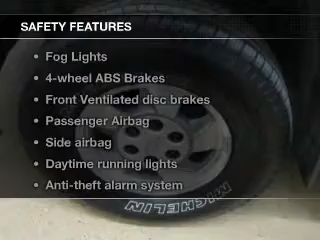 SAFETY FEATURES
• Fog Lights
• 4-wheel ABS Brakes
• Front Ventilated disc brakes
• Passenger Airbag
• Side airbag
• Daytime running lights
• Anti-theft alarm system
MICHELIN